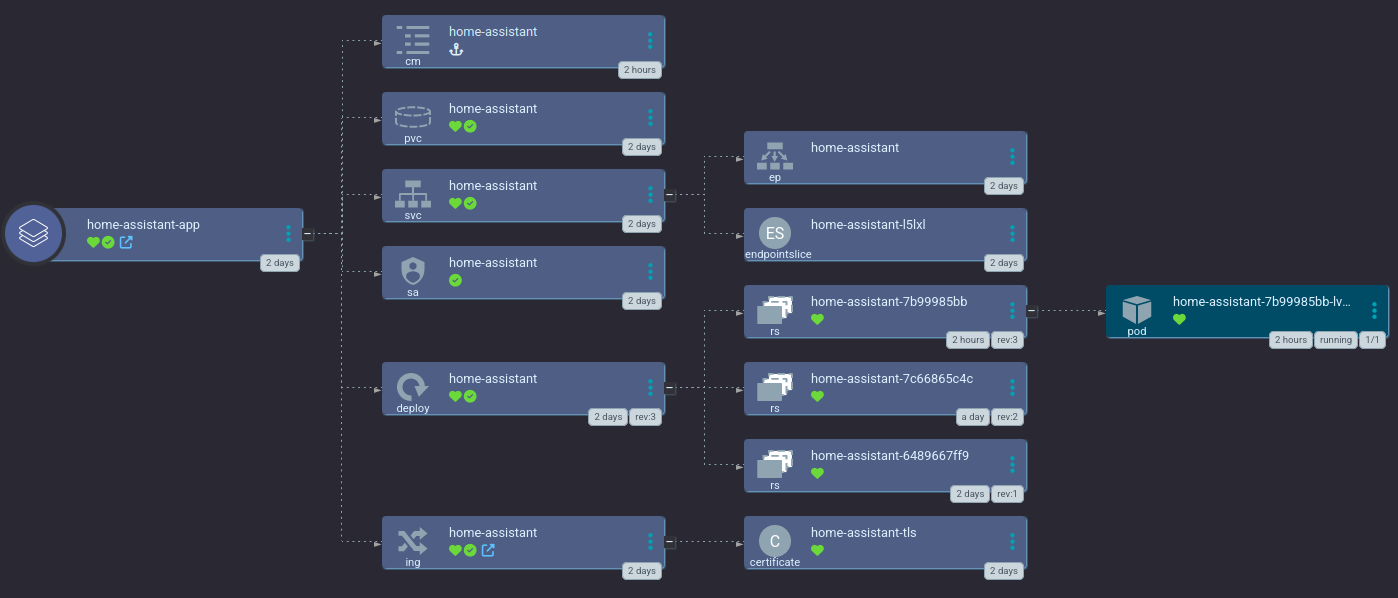 home-assistant-app
2 days
home-assistant
cm
2 hours
home-assistant
pvc
2 days
home-assistant
svc
2 days
home-assistant
sa
2 days
home-assistant
deploy
2 days rev:3
home-assistant
ing
2 days
home-assistant
ep
2 days
home-assistant-l5lxl
ES
endpointslice
2 days
home-assistant-7b99985bb
rs
2 hours rev:3
home-assistant-7c66865c4c
rs
a day rev:2
home-assistant-6489667ff9
rs
2 days rev:1
home-assistant-tls
C
certificate
2 days
home-assistant-7b99985bb-lv...
pod
2 hours running 1/1